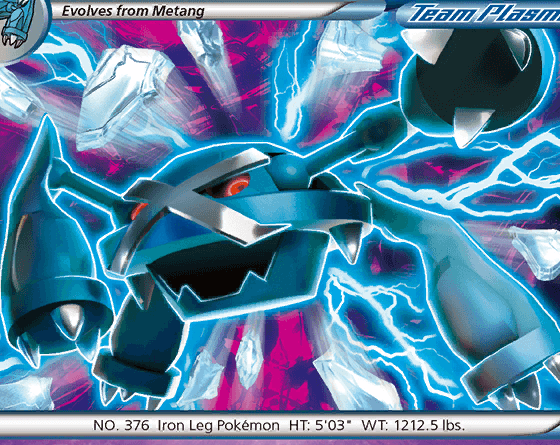 Evolves from Metang
Team Plasm
NO. 376 Iron Leg Pokémon HT: 5'03" WT: 1212.5 lbs.